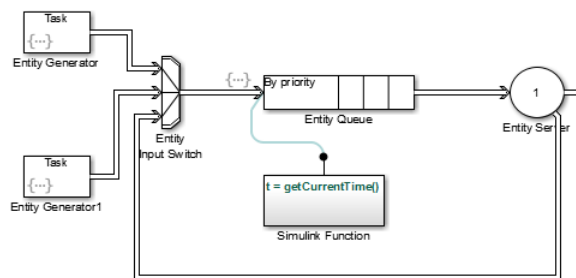 Task
{...}
Entity Generator
{...}
By priority
Entity Queue
1
Entity Server
Entity
Input Switch
Task
{...}
Entity Generator1
t = getCurrentTime()
Simulink Function